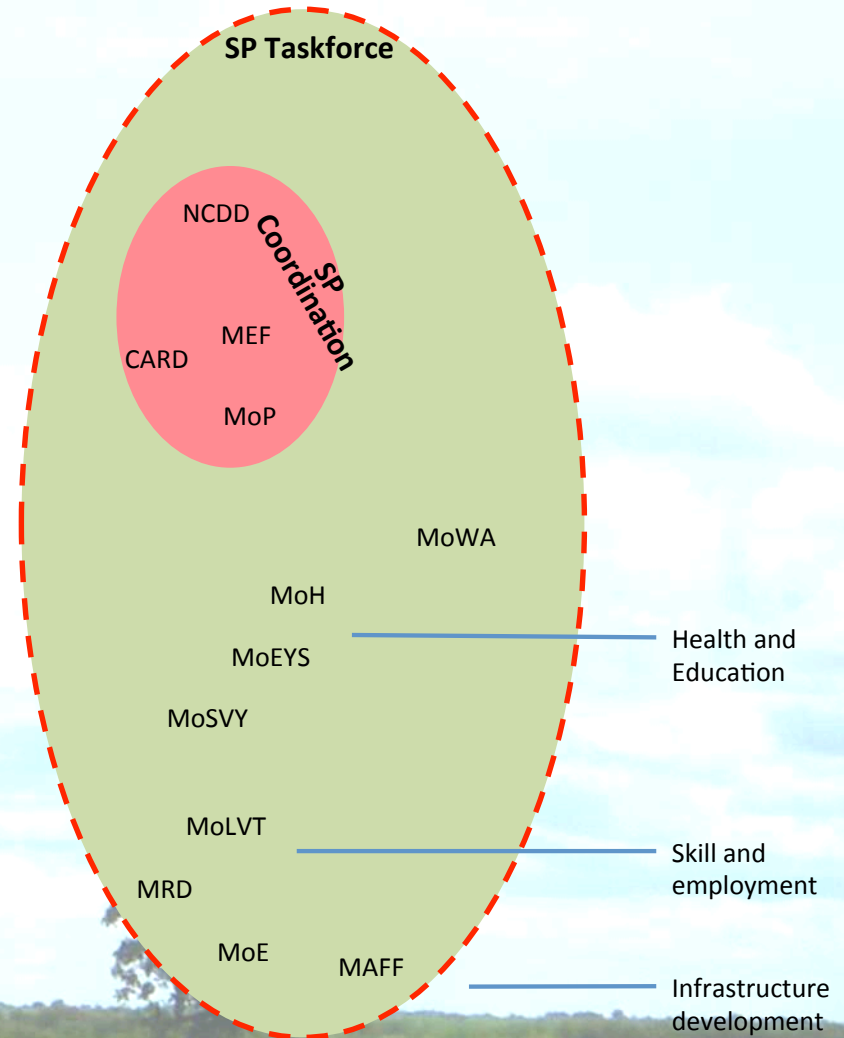 SP Taskforce
NCDD
SP
Coordination
MEF
CARD
MoP
MoWA
MoH
Health and
Education
MoEYS
MoSVY
MoLVT
Skill and
employment
MRD
MoE
MAFF
Infrastructure
development